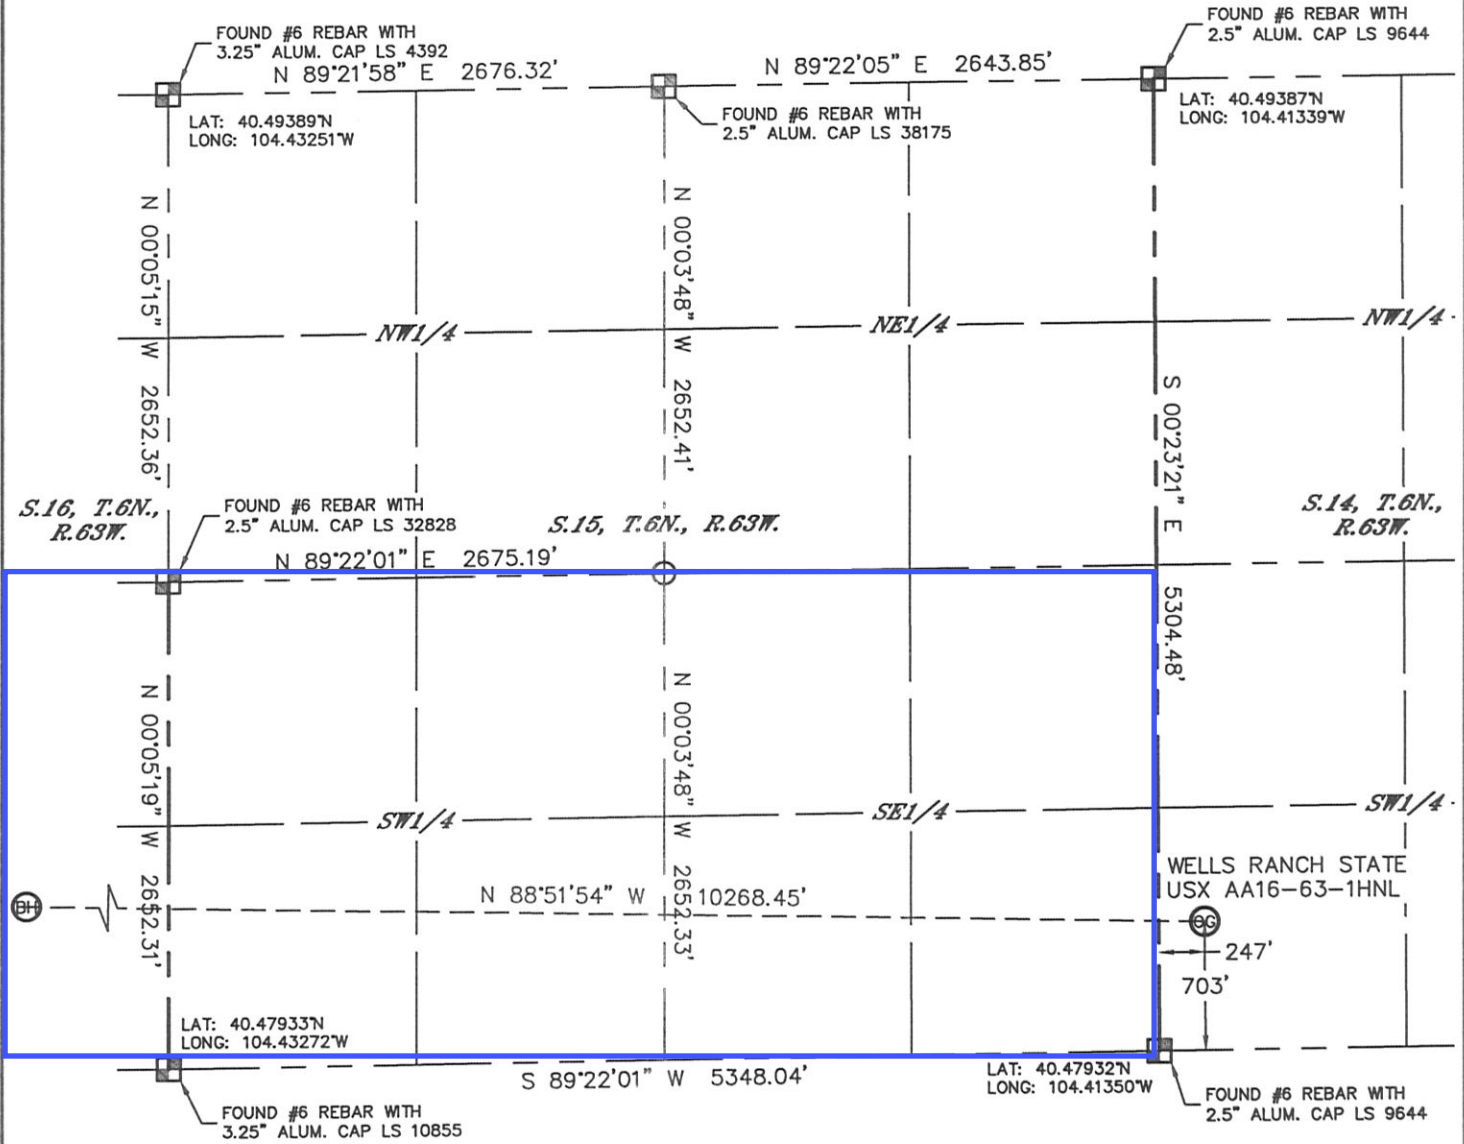 FOUND #6 REBAR WITH
3.25" ALUM. CAP LS 4392
N 89°21'58" E 2676.32'
N 89°22'05" E 2643.85'
FOUND #6 REBAR WITH
2.5" ALUM. CAP LS 9644
LAT: 40.49389°N
LONG: 104.43251°W
FOUND #6 REBAR WITH
2.5" ALUM. CAP LS 38175
LAT: 40.49387°N
LONG: 104.41339°W
N 00°05'15" W 2652.36'
N 00°03'48" W 2652.41'
NW1/4
NE1/4
NW1/4
S 00°23'21" E 5304.48'
S.16, T.6N.,
R.63W.
FOUND #6 REBAR WITH
2.5" ALUM. CAP LS 32828
S.15, T.6N., R.63W.
S.14, T.6N.,
R.63W.
N 89°22'01" E 2675.19'
N 00°05'19" W 2652.31'
N 00°03'48" W 2652.33'
SW1/4
SE1/4
SW1/4
WELLS RANCH STATE
USX AA16-63-1HNL
BH
N 88°51'54" W 10268.45'
OG
247'
703'
LAT: 40.47933°N
LONG: 104.43272°W
S 89°22'01" W 5348.04'
LAT: 40.47932°N
LONG: 104.41350°W
FOUND #6 REBAR WITH
3.25" ALUM. CAP LS 10855
FOUND #6 REBAR WITH
2.5" ALUM. CAP LS 9644